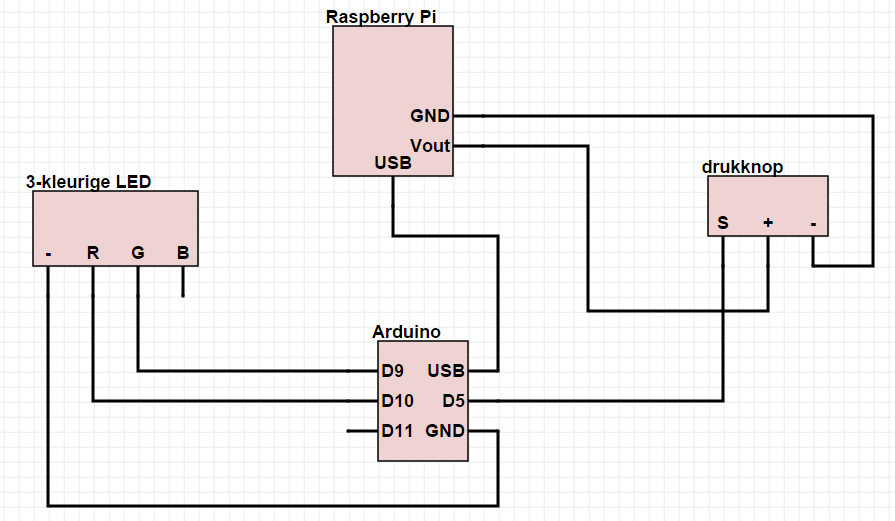 Raspberry Pi
GND
Vout
USB
drukknop
S + -
3-kleurige LED
- R G B
Arduino
D9 USB
D10 D5
D11 GND